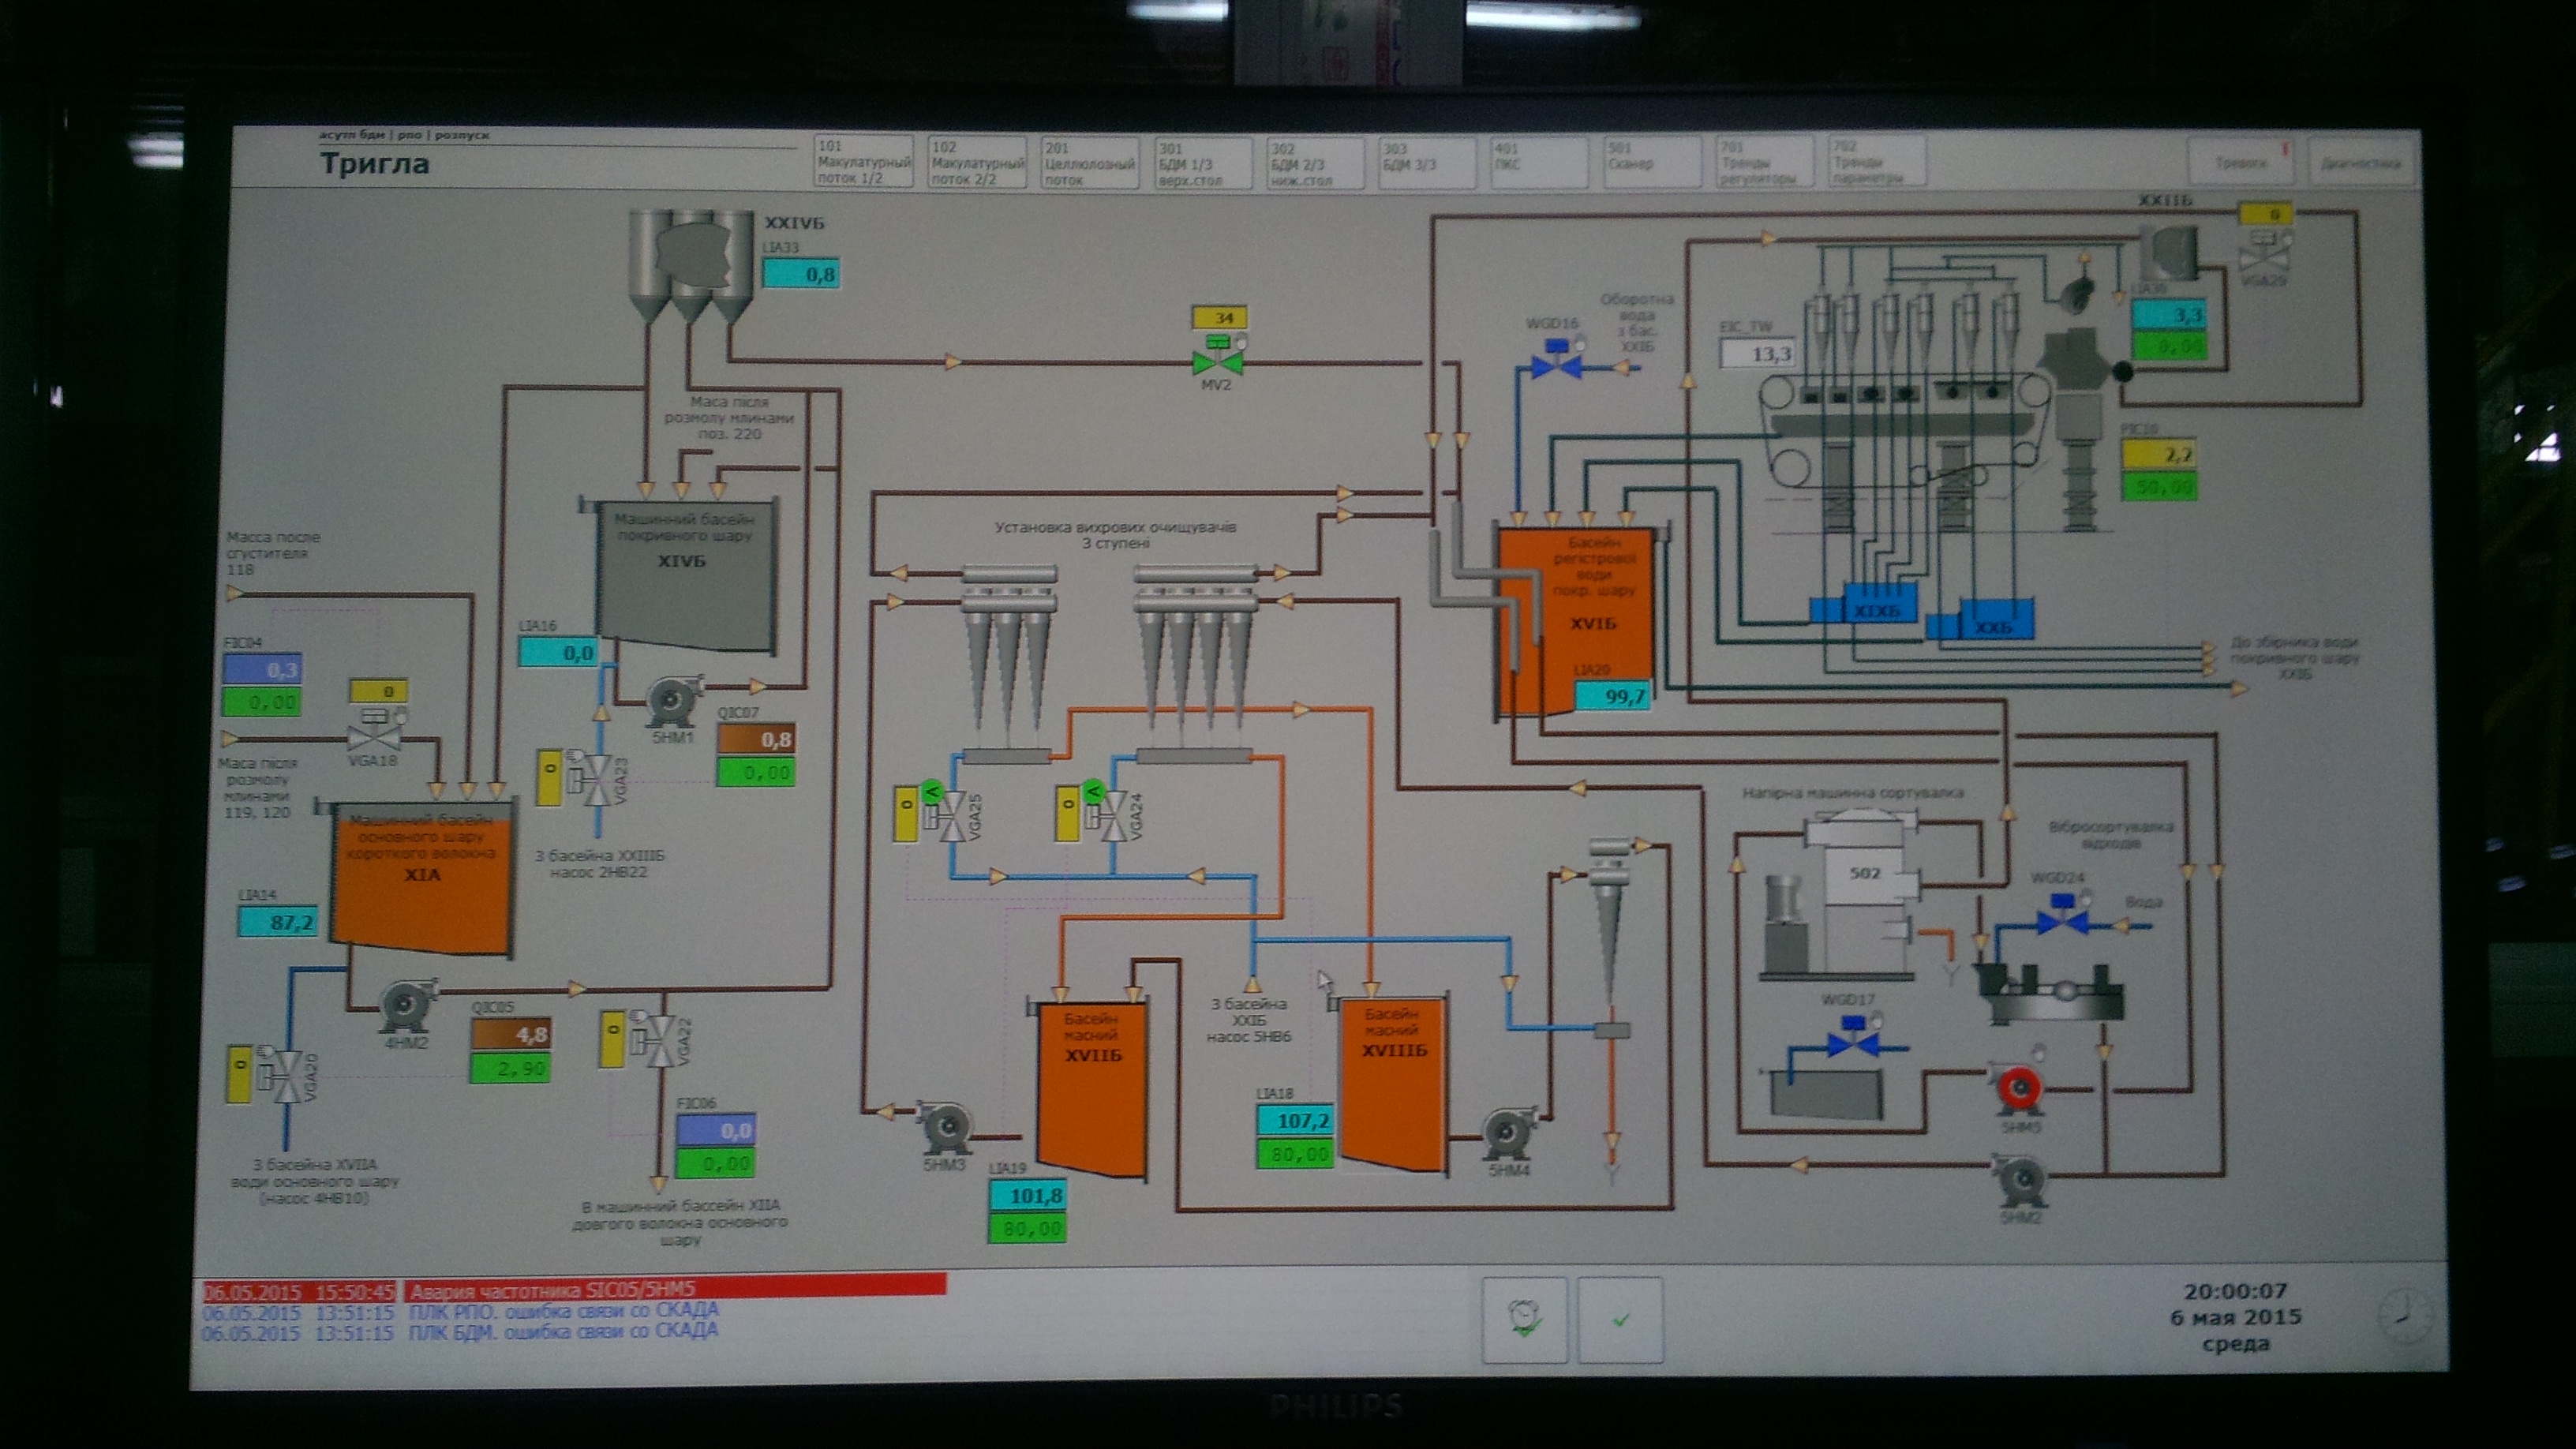 асутп бдм | рпо | розпуск
Тригла
101
Макулатурный
поток 1/2
102
Макулатурный
поток 2/2
201
Целлюлозный
поток
301
БДМ 1/3
верх.стол
302
БДМ 2/3
ниж.стол
303
БДМ 3/3
401
ПКС
501
Сканер
701
Тренды
регуляторы
702
Тренды
параметры
Тревоги
Диагностика
XXIVБ
LIA33
0,8
34
MV2
WGD16
Оборотна
вода
з бас.
XXIБ
EIC_TW
13,3
XXIIБ
0
VGA29
LIA30
3,3
0,00
PIC10
2,2
50,00
Маса після
розмолу млинами
поз. 220
Машинний басейн
покривного шару
XIVБ
LIA16
0,0
5НМ1
QIC07
0,8
0,00
0
VGA23
З басейна XXIIIБ
насос 2НВ22
Масса после
сгустителя
118
FIC04
0,3
0,00
0
VGA18
Маса після
розмолу
млинами
119, 120
Машинний басейн
основного шару
короткого волокна
XIA
LIA14
87,2
4НМ2
QIC05
4,8
2,90
0
VGA20
З басейна XVIIA
води основного шару
(насос 4НВ10)
0
VGA22
FIC06
0,0
0,00
В машинний бассейн XIIA
довгого волокна основного
шару
Установка вихрових очищувачів
3 ступені
0
A
VGA25
0
A
VGA24
Басейн
регістрової
води
покр. шару
XVIБ
LIA20
99,7
XIXБ
XXБ
До збірника води
покривного шару
XXIБ
Басейн
масний
XVIIБ
5НМ3
LIA19
101,8
80,00
З басейна
XXIБ
насос 5НВ6
Басейн
масний
XVIIIБ
LIA18
107,2
80,00
5НМ4
Напірна машинна сортувалка
502
Вібросортувалка
відходів
WGD24
Вода
WGD17
5НМ5
5НМ2
06.05.2015 15:50:45 Авария частотника SIC05/5НМ5
06.05.2015 13:51:15 ПЛК РПО. ошибка связи со СКАДА
06.05.2015 13:51:15 ПЛК БДМ. ошибка связи со СКАДА
20:00:07
6 мая 2015
среда
PHILIPS